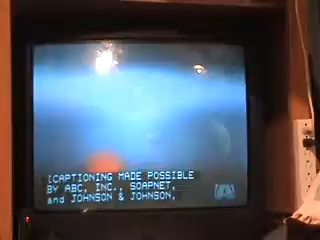 [CAPTIONING MADE POSSIBLE
BY ABC, INC., SOAPNET,
and JOHNSON & JOHNSON,